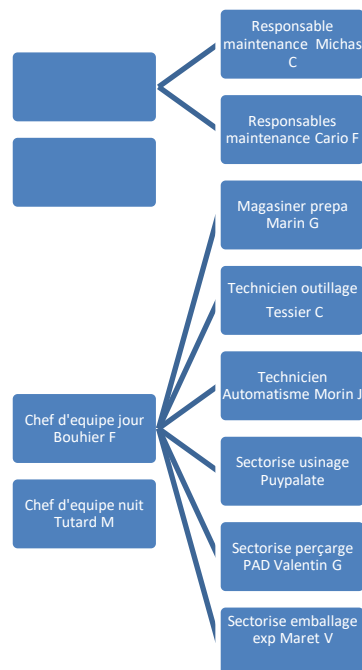 Responsable
maintenance Michas
C
Responsables
maintenance Cario F
Magasiner prepa
Marin G
Technicien outillage
Tessier C
Technicien
Automatisme Morin J
Chef d'equipe jour
Bouhier F
Sectorise usinage
Puypalate
Chef d'equipe nuit
Tutard M
Sectorise perçarge
PAD Valentin G
Sectorise emballage
exp Maret V